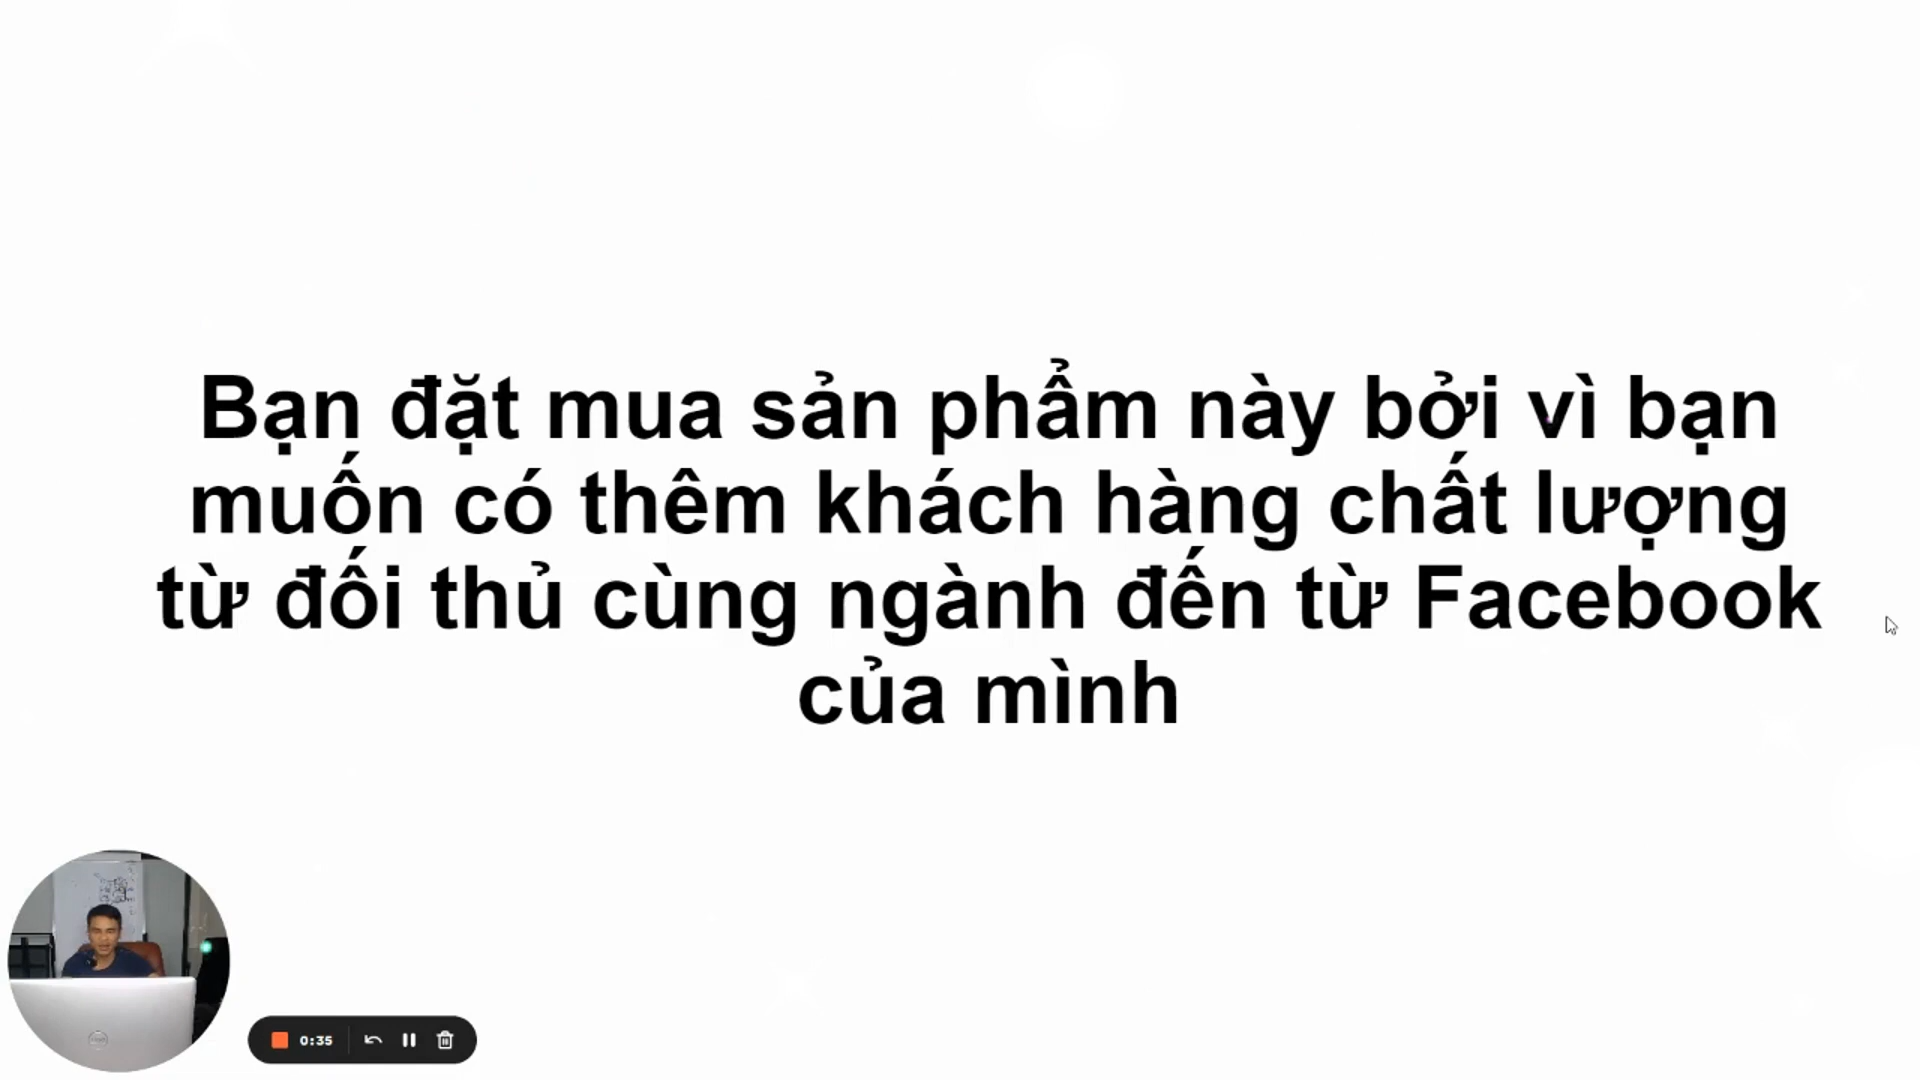 Bạn đặt mua sản phẩm này bởi vì bạn
muốn có thêm khách hàng chất lượng
từ đối thủ cùng ngành đến từ Facebook
của mình
0:35